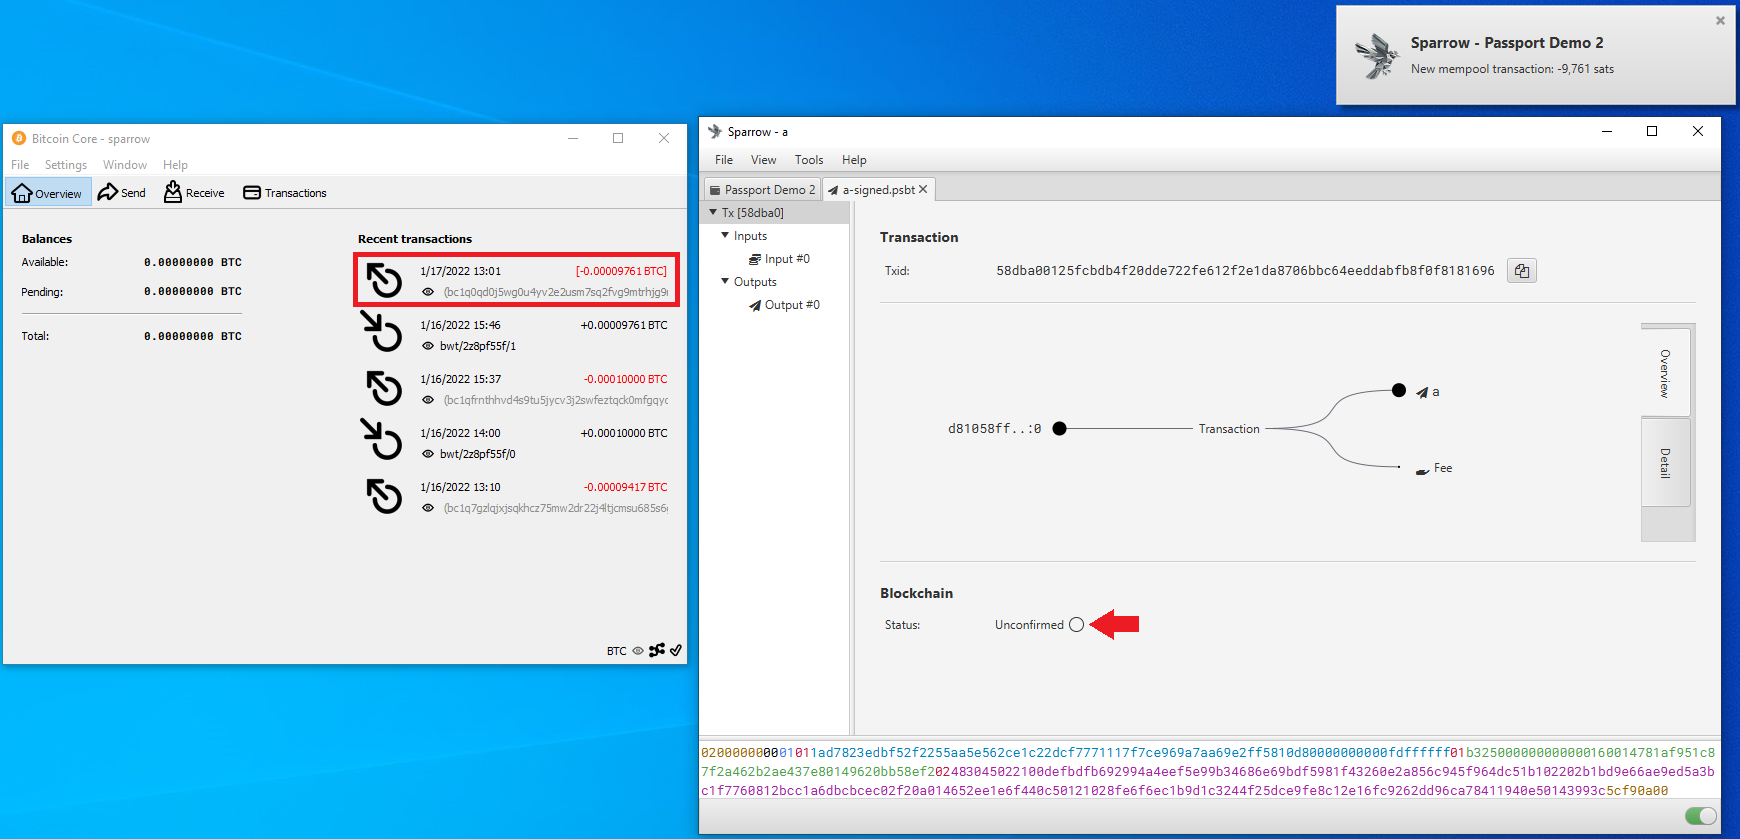 Sparrow - Passport Demo 2
New mempool transaction: -9,761 sats
Bitcoin Core - sparrow
File Settings Window Help
Overview Send Receive Transactions
Balances
Available: 0.00000000 BTC
Pending: 0.00000000 BTC
Total: 0.00000000 BTC
Recent transactions
1/17/2022 13:01 [-0.00009761 BTC]
(bc1q0qd0j5wg0u4yv2e2usm7sq2fvg9mtrhjg9
1/16/2022 15:46 +0.00009761 BTC
bwt/2z8pf55f/1
1/16/2022 15:37 -0.00010000 BTC
(bc1qfrnthhvd4s9tu5jycv3j2swfeztqck0mfgqyc
1/16/2022 14:00 +0.00010000 BTC
bwt/2z8pf55f/0
1/16/2022 13:10 -0.00009417 BTC
(bc1q7gzlqjxjsqkhcz75mw2dr22j4ltjcmsu685s6
BTC
Sparrow - a
File View Tools Help
Passport Demo 2 a-signed.psbt
Tx [58dba0]
Inputs
Input #0
Outputs
Output #0
Transaction
Txid: 58dba00125fcbdb4f20dde722fe612f2e1da8706bbc64eeddabfb8f0f8181696
d81058ff..:0
Transaction
a
Fee
Overview
Detail
Blockchain
Status: Unconfirmed
02000000000101 1ad7823edbf52f2255aa5e562ce1c22dcf7771117f7ce969a7aa69e2ff5810d80000000000fdffffff01b325000000000000160014781af951c8
7f2a462b2ae437e80149620bb58ef202483045022100defbdfb692994a4eef5e99b34686e69bdf5981f43260e2a856c945f964dc51b102202b1bd9e66ae9ed5a3b
c1f7760812bcc1a6dbcbcec02f20a014652ee1e6f440c50121028fe6f6ec1b9d1c3244f25dce9fe8c12e16fc9262dd96ca78411940e50143993c5cf90a00